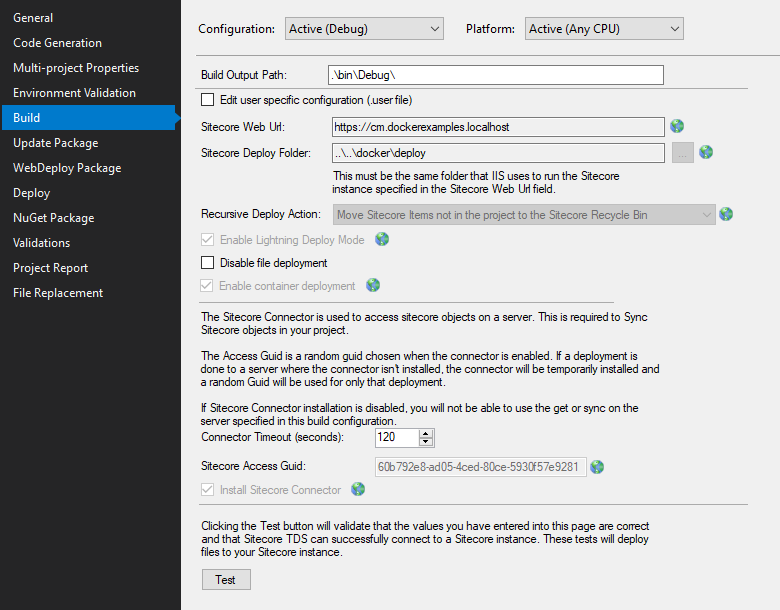 General
Code Generation
Multi-project Properties
Environment Validation
Build
Update Package
WebDeploy Package
Deploy
NuGet Package
Validations
Project Report
File Replacement
Configuration: Active (Debug) Platform: Active (Any CPU)
Build Output Path: .\bin\Debug\
Edit user specific configuration (.user file)
Sitecore Web Url: https://cm.dockerexamples.localhost
Sitecore Deploy Folder: ..\..\docker\deploy ...
This must be the same folder that IIS uses to run the Sitecore
instance specified in the Sitecore Web Url field.
Recursive Deploy Action: Move Sitecore Items not in the project to the Sitecore Recycle Bin
Enable Lightning Deploy Mode
Disable file deployment
Enable container deployment
The Sitecore Connector is used to access sitecore objects on a server. This is required to Sync
Sitecore objects in your project.
The Access Guid is a random guid chosen when the connector is enabled. If a deployment is
done to a server where the connector isn't installed, the connector will be temporarily installed and
a random Guid will be used for only that deployment.
If Sitecore Connector installation is disabled, you will not be able to use the get or sync on the
server specified in this build configuration.
Connector Timeout (seconds): 120
Sitecore Access Guid: 60b792e8-ad05-4ced-80ce-5930f57e9281
Install Sitecore Connector
Clicking the Test button will validate that the values you have entered into this page are correct
and that Sitecore TDS can successfully connect to a Sitecore instance. These tests will deploy
files to your Sitecore instance.
Test